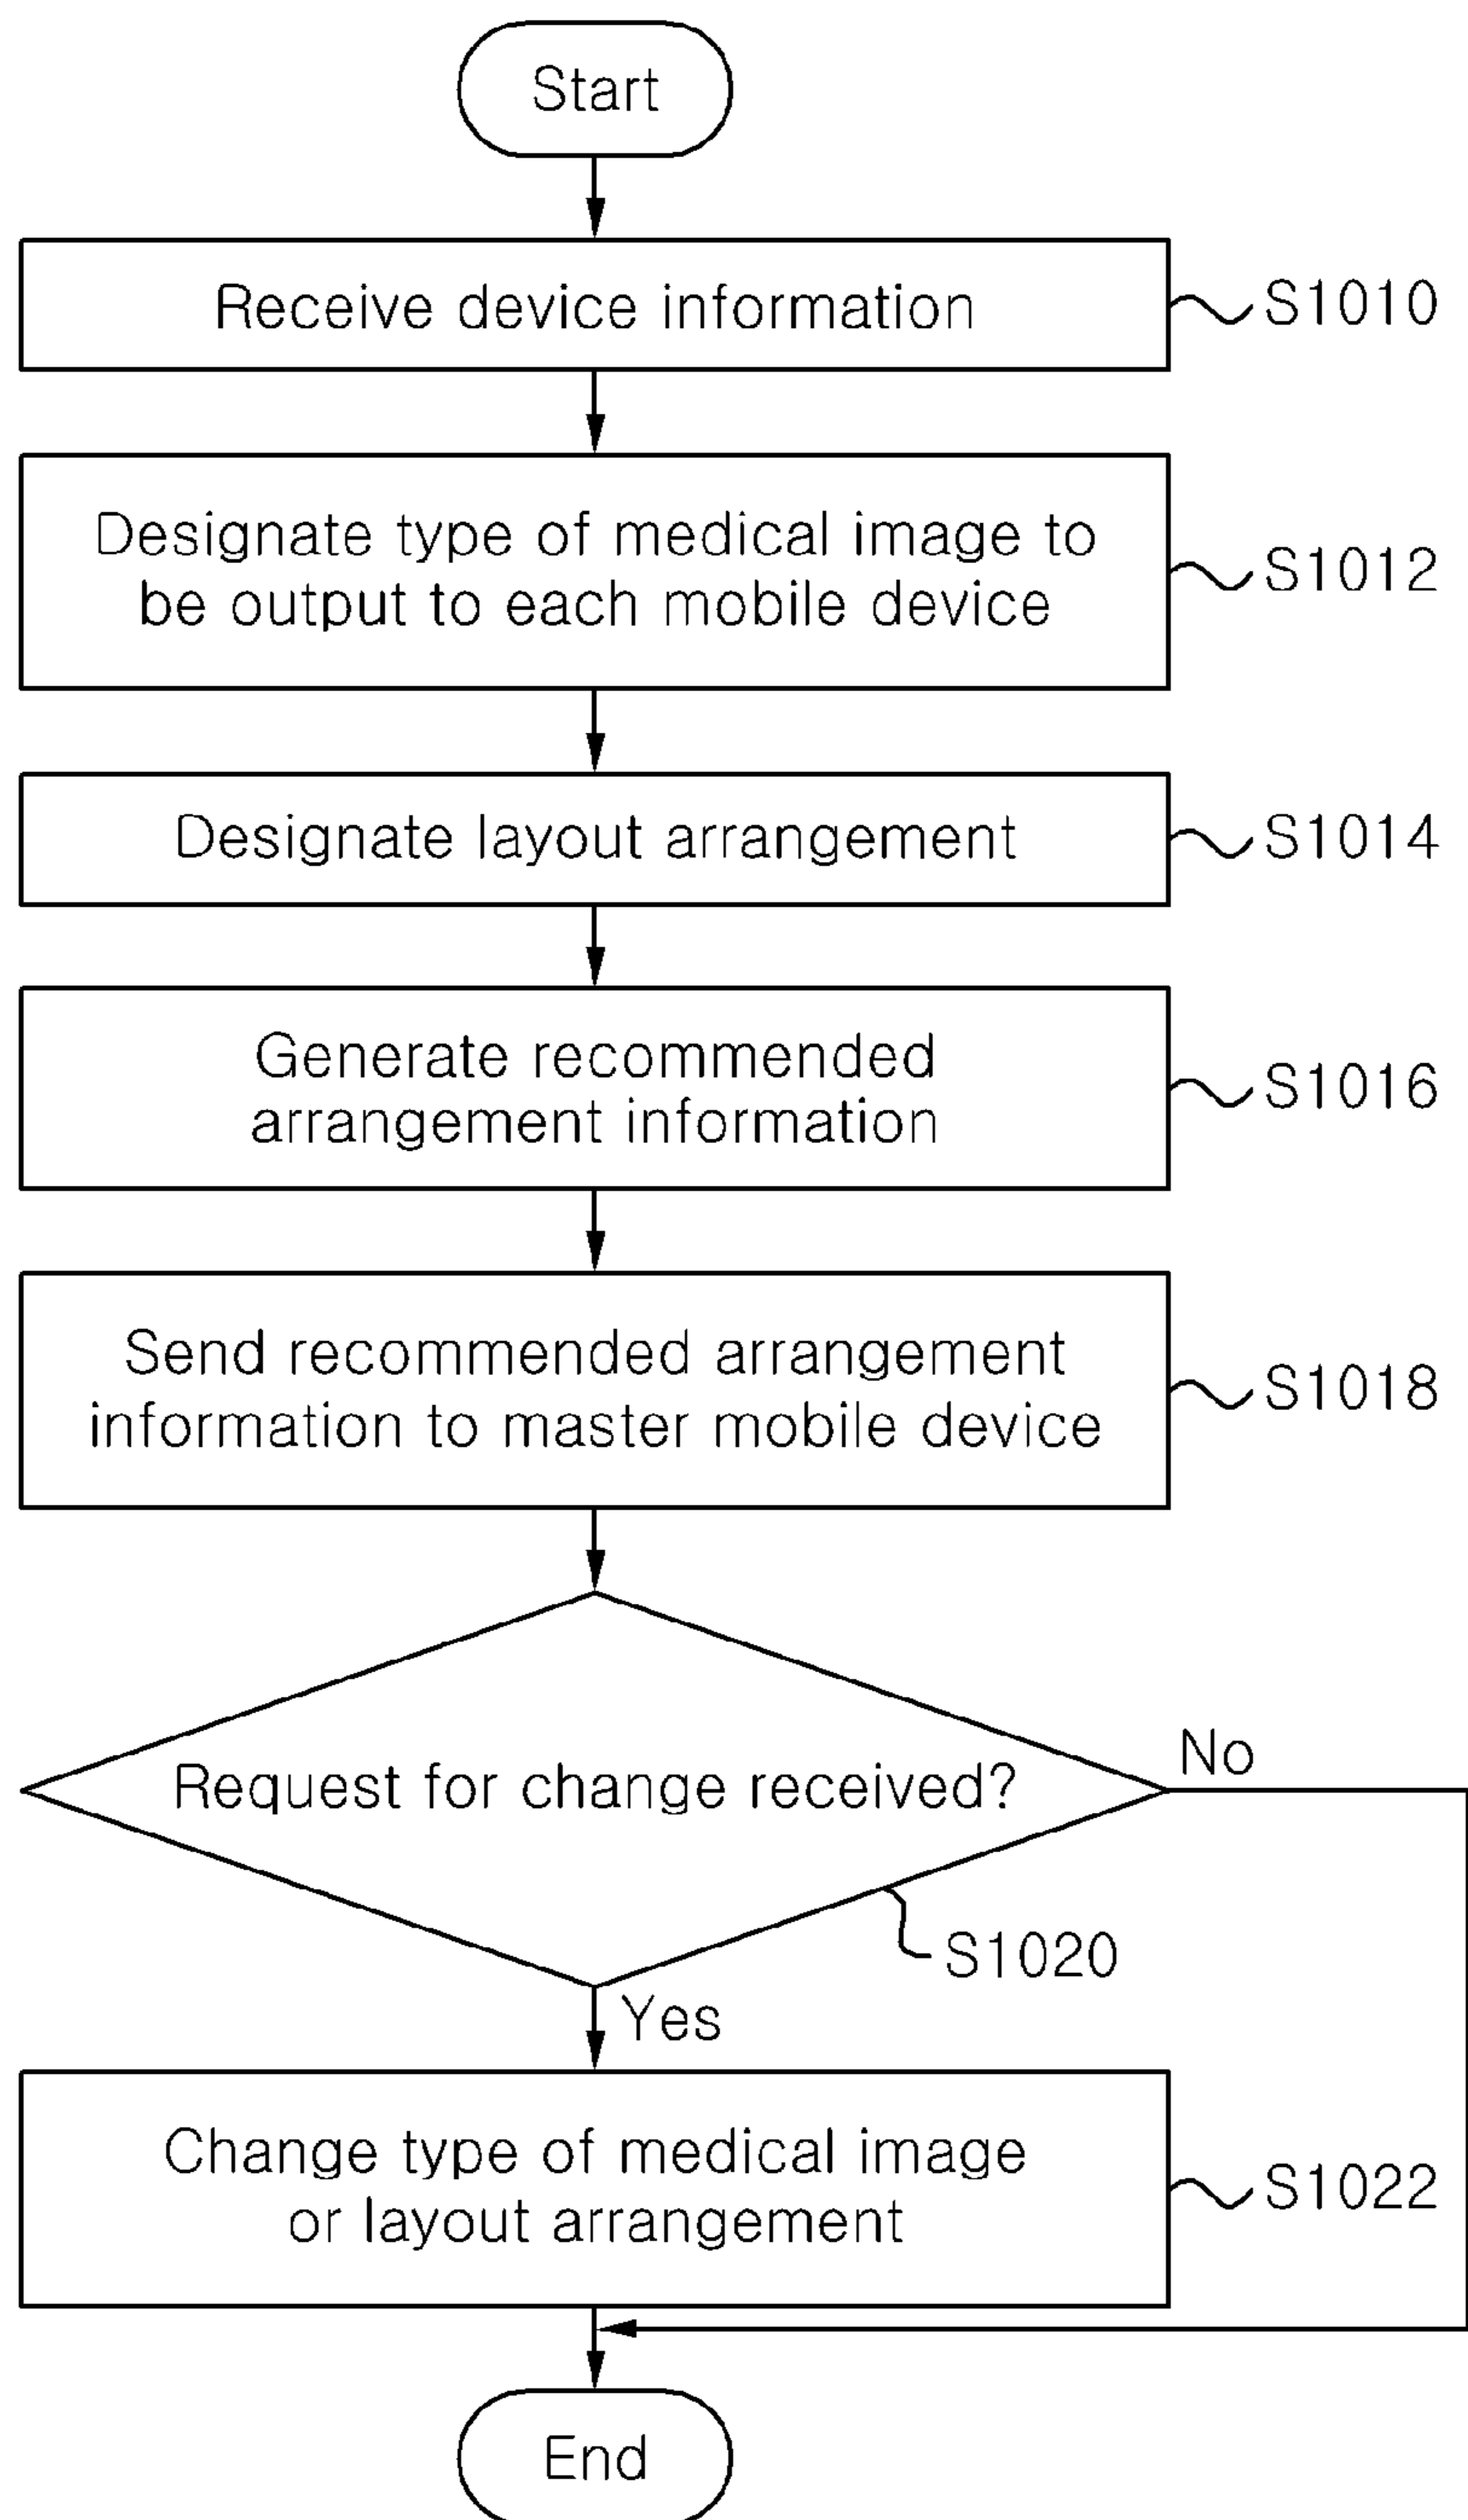 Start
Receive device information
S1010
Designate type of medical image to
be output to each mobile device
S1012
Designate layout arrangement
S1014
Generate recommended
arrangement information
S1016
Send recommended arrangement
information to master mobile device
S1018
Request for change received?
No
S1020
Yes
Change type of medical image
or layout arrangement
S1022
End